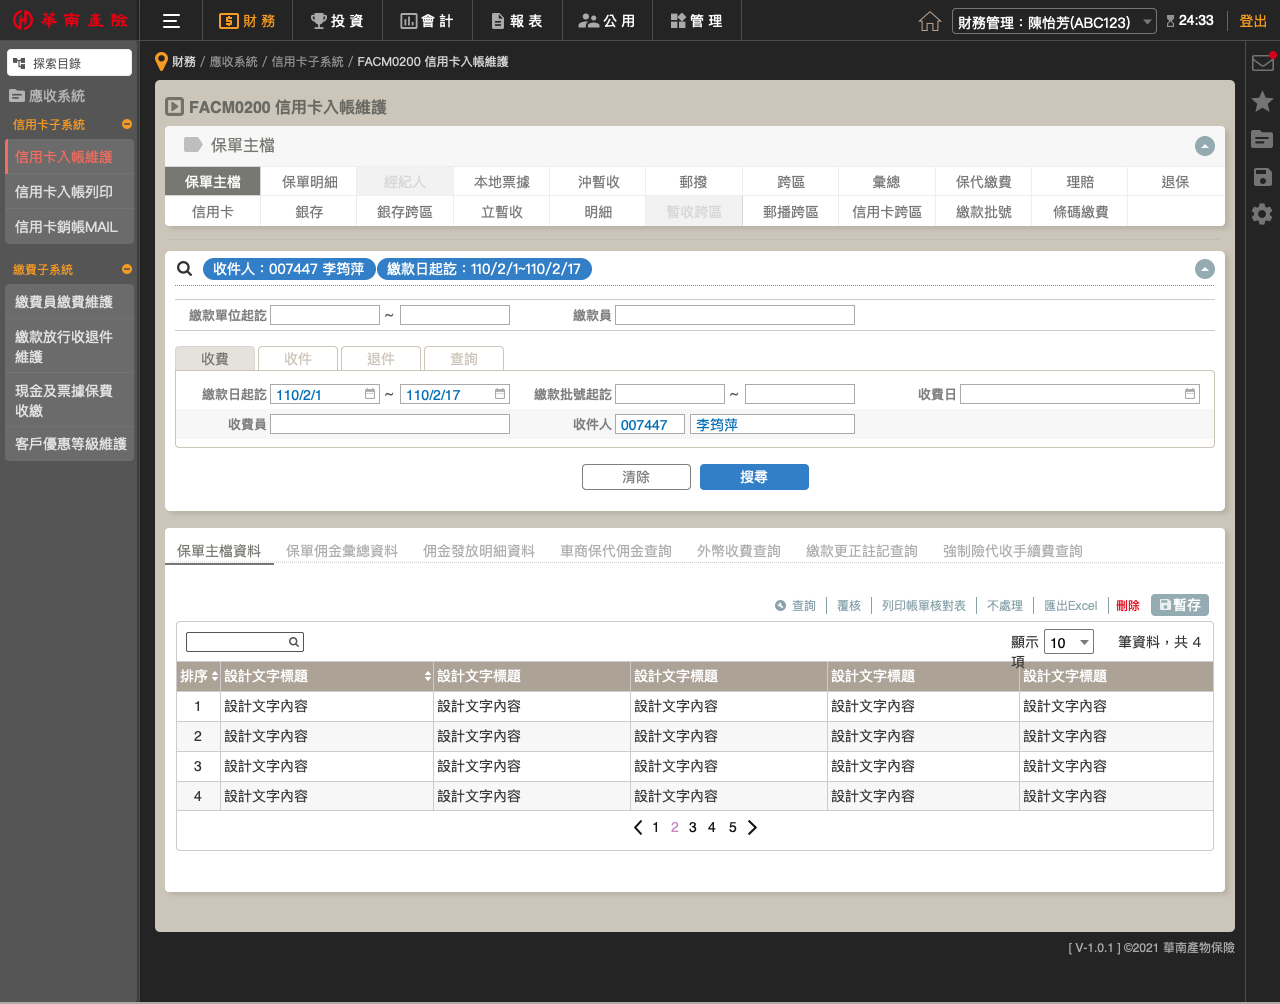 華南產險
財務
投資
會計
報表
公用
管理
財務管理：陳怡芳(ABC123)
24:33
登出
探索目錄
應收系統
信用卡子系統
信用卡入帳維護
信用卡入帳列印
信用卡銷帳MAIL
繳費子系統
繳費員繳費維護
繳款放行收退件
維護
現金及票據保費
收繳
客戶優惠等級維護
財務 / 應收系統 / 信用卡子系統 / FACM0200 信用卡入帳維護
FACM0200 信用卡入帳維護
保單主檔
保單主檔 保單明細 經紀人 本地票據 沖暫收 郵撥 跨區 彙總 保代繳費 理賠 退保
信用卡 銀存 銀存跨區 立暫收 明細 暫收跨區 郵播跨區 信用卡跨區 繳款批號 條碼繳費
收件人：007447 李筠萍 繳款日起訖：110/2/1~110/2/17
繳款單位起訖 ~ 繳款員
收費 收件 退件 查詢
繳款日起訖 110/2/1 ~ 110/2/17 繳款批號起訖 ~ 收費日
收費員 收件人 007447 李筠萍
清除 搜尋
保單主檔資料 保單佣金彙總資料 佣金發放明細資料 車商保代佣金查詢 外幣收費查詢 繳款更正註記查詢 強制險代收手續費查詢
查詢 覆核 列印帳單核對表 不處理 匯出Excel 刪除 暫存
顯示 10 筆資料，共 4
項
排序 設計文字標題 設計文字標題 設計文字標題 設計文字標題 設計文字標題
1 設計文字內容 設計文字內容 設計文字內容 設計文字內容 設計文字內容
2 設計文字內容 設計文字內容 設計文字內容 設計文字內容 設計文字內容
3 設計文字內容 設計文字內容 設計文字內容 設計文字內容 設計文字內容
4 設計文字內容 設計文字內容 設計文字內容 設計文字內容 設計文字內容
1 2 3 4 5
[ V-1.0.1 ] ©2021 華南產物保險